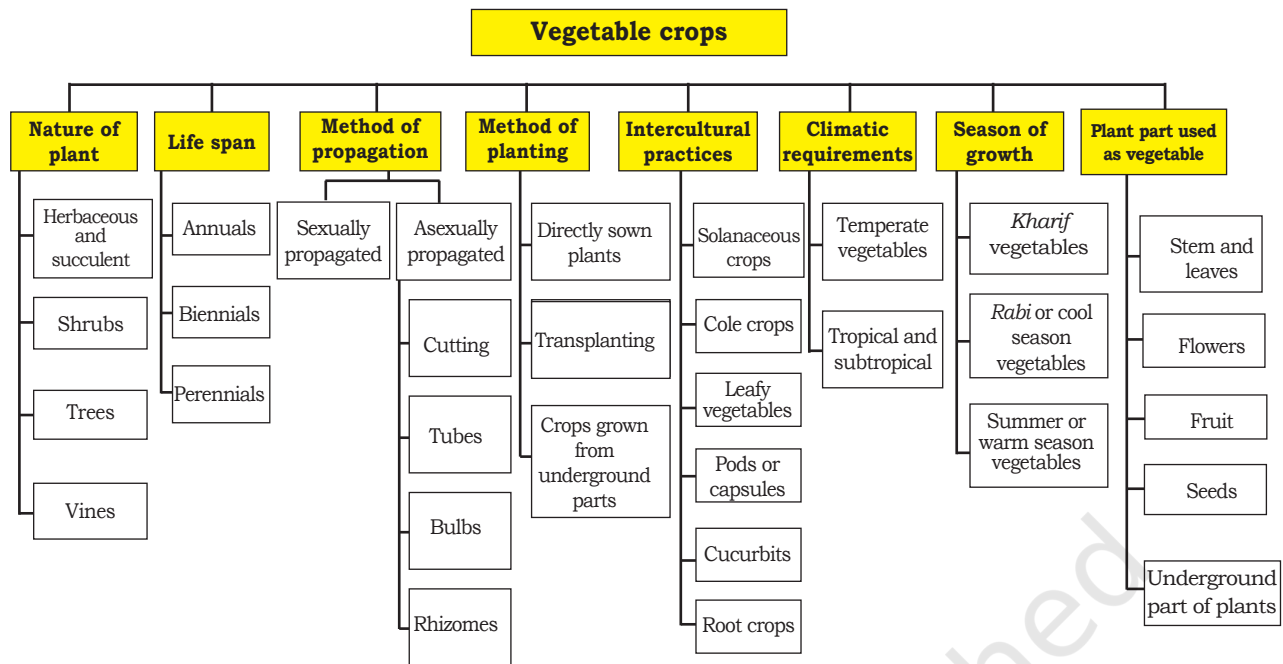 Vegetable crops
Nature of
plant
Life span
Method of
propagation
Method of
planting
Intercultural
practices
Climatic
requirements
Season of
growth
Plant part used
as vegetable
Herbaceous
and
succulent
Shrubs
Trees
Vines
Annuals
Biennials
Perennials
Sexually
propagated
Asexually
propagated
Cutting
Tubes
Bulbs
Rhizomes
Directly sown
plants
Transplanting
Crops grown
from
underground
parts
Solanaceous
crops
Cole crops
Leafy
vegetables
Pods or
capsules
Cucurbits
Root crops
Temperate
vegetables
Tropical and
subtropical
Kharif
vegetables
Rabi or cool
season
vegetables
Summer or
warm season
vegetables
Stem and
leaves
Flowers
Fruit
Seeds
Underground
part of plants